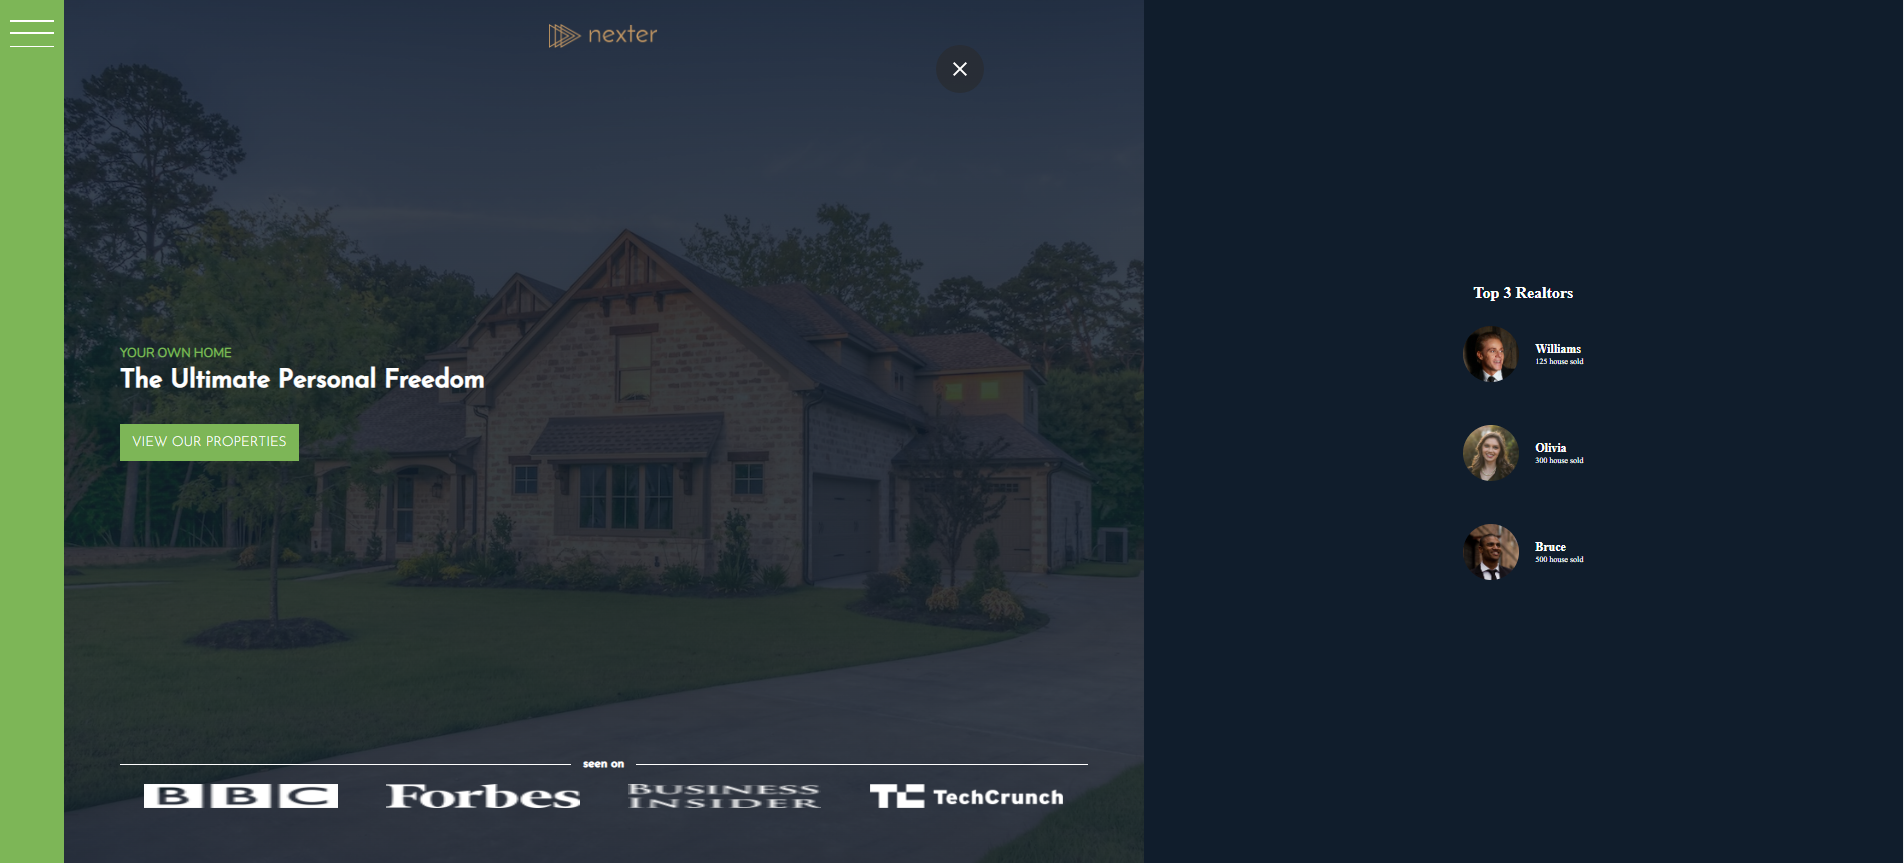 nexter
YOUR OWN HOME
The Ultimate Personal Freedom
VIEW OUR PROPERTIES
seen on
BBC
Forbes
BUSINESS
INSIDER
TC TechCrunch
Top 3 Realtors
Williams
125 house sold
Olivia
300 house sold
Bruce
500 house sold